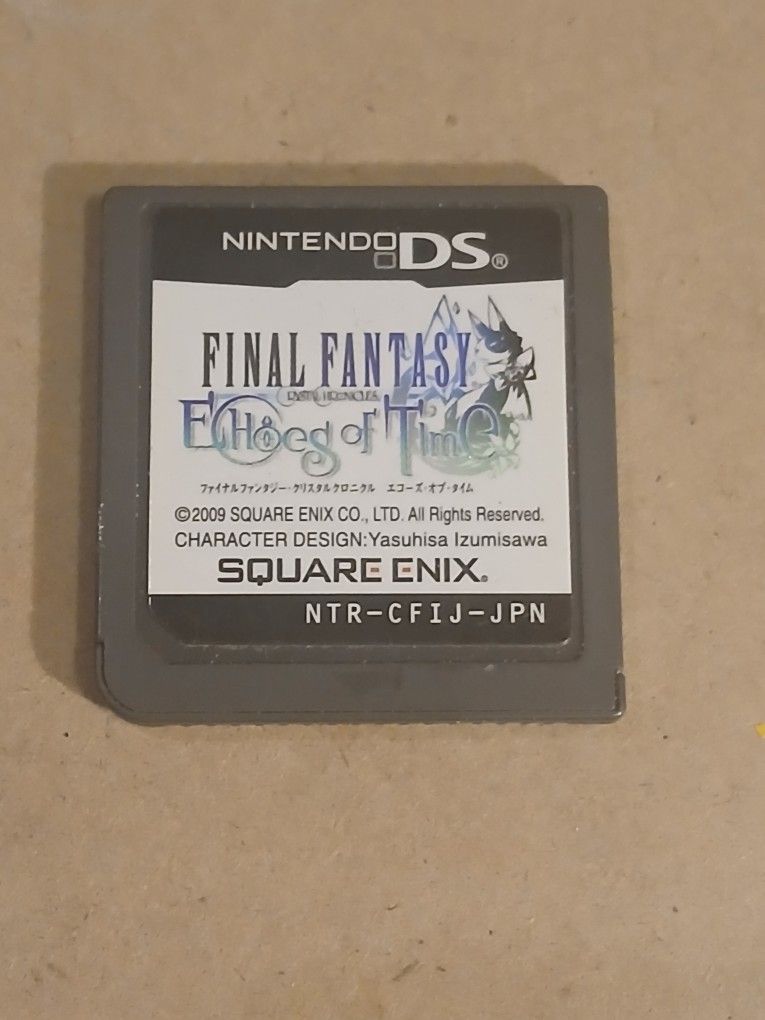 NINTENDO DS®
FINAL FANTASY
CRYSTAL CHRONICLES
Echoes of Time
ファイナルファンタジー・クリスタルクロニクル エコーズ・オブ・タイム
©2009 SQUARE ENIX CO., LTD. All Rights Reserved.
CHARACTER DESIGN:Yasuhisa Izumisawa
SQUARE ENIX®
NTR-CFIJ-JPN